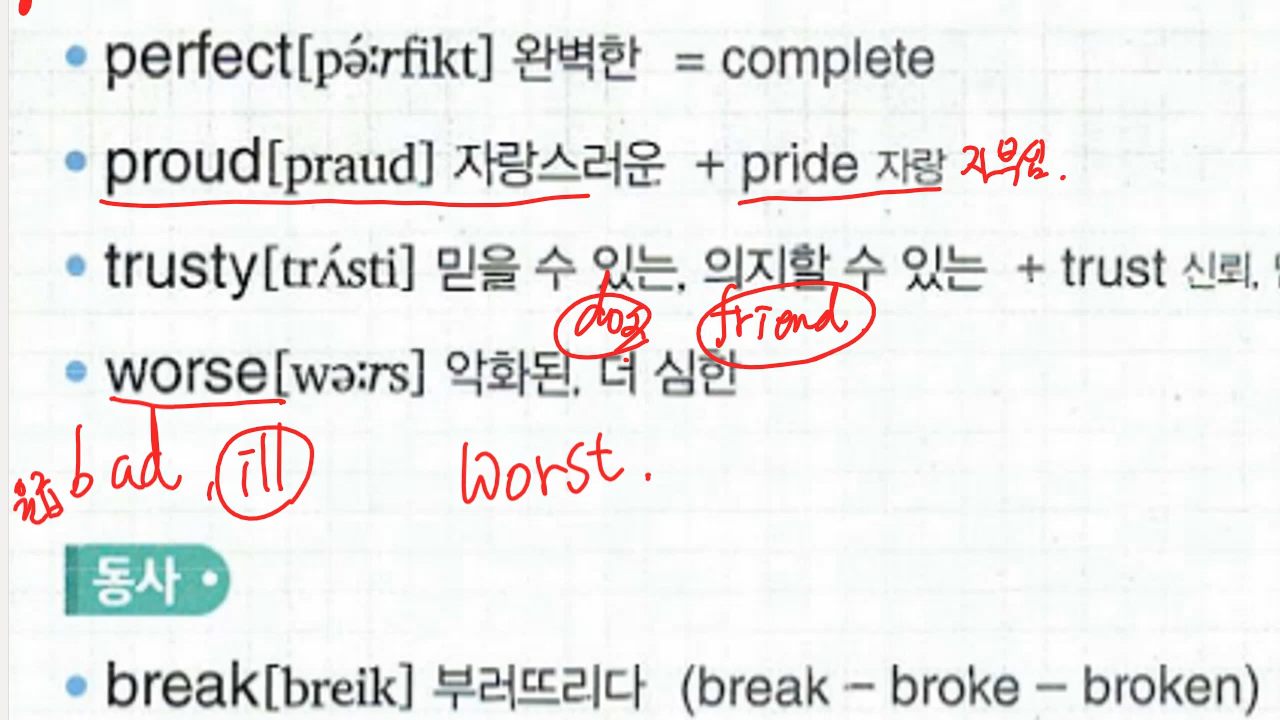 perfect[pə́ːrfikt] 완벽한 = complete
proud[praud] 자랑스러운 + pride 자랑 자부심.
trusty[trʌ́sti] 믿을 수 있는, 의지할 수 있는 + trust 신뢰,
dog friend
worse[wəːrs] 악화된, 더 심한
bad, ill worst.
동사
break[breik] 부러뜨리다 (break – broke – broken)